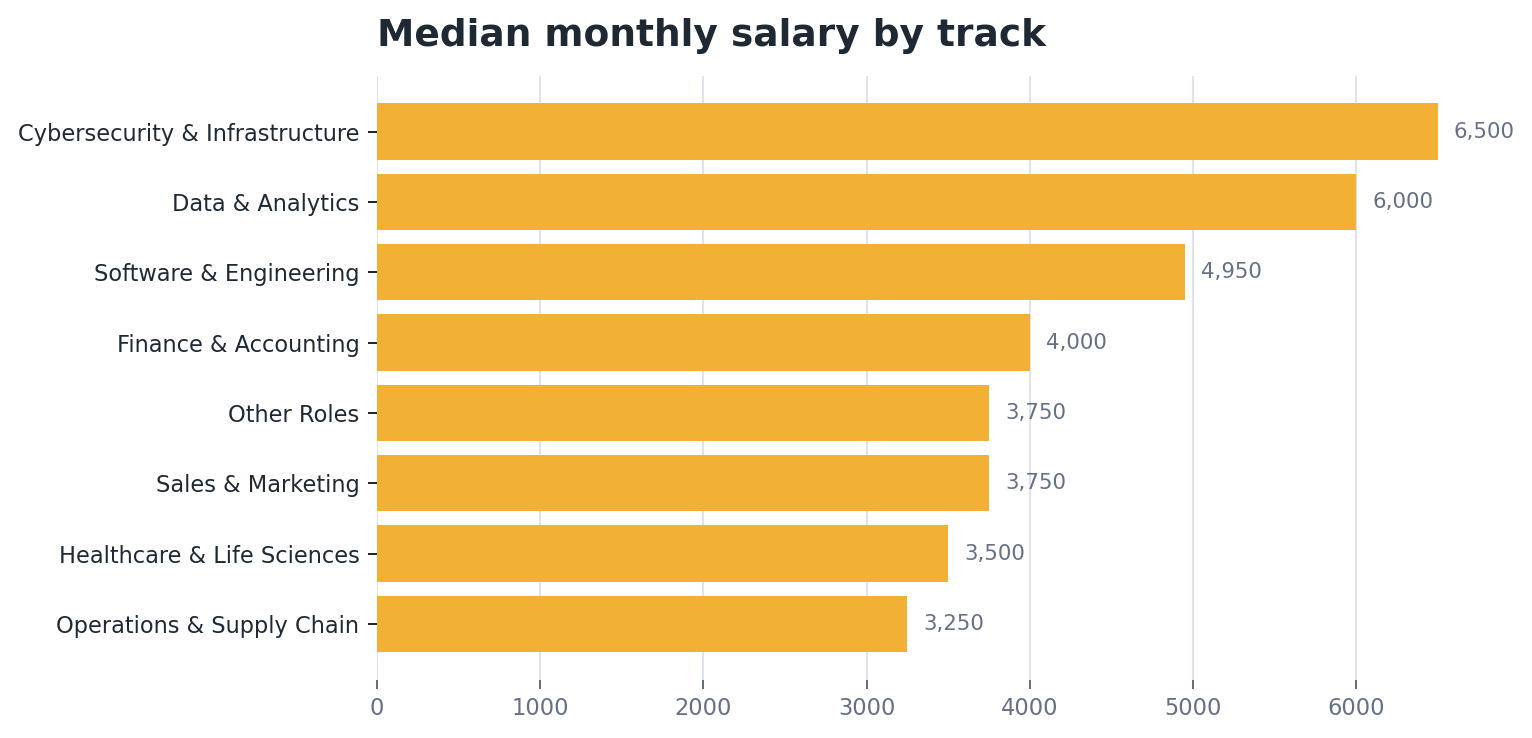 Median monthly salary by track
Cybersecurity & Infrastructure 6,500
Data & Analytics 6,000
Software & Engineering 4,950
Finance & Accounting 4,000
Other Roles 3,750
Sales & Marketing 3,750
Healthcare & Life Sciences 3,500
Operations & Supply Chain 3,250
0 1000 2000 3000 4000 5000 6000